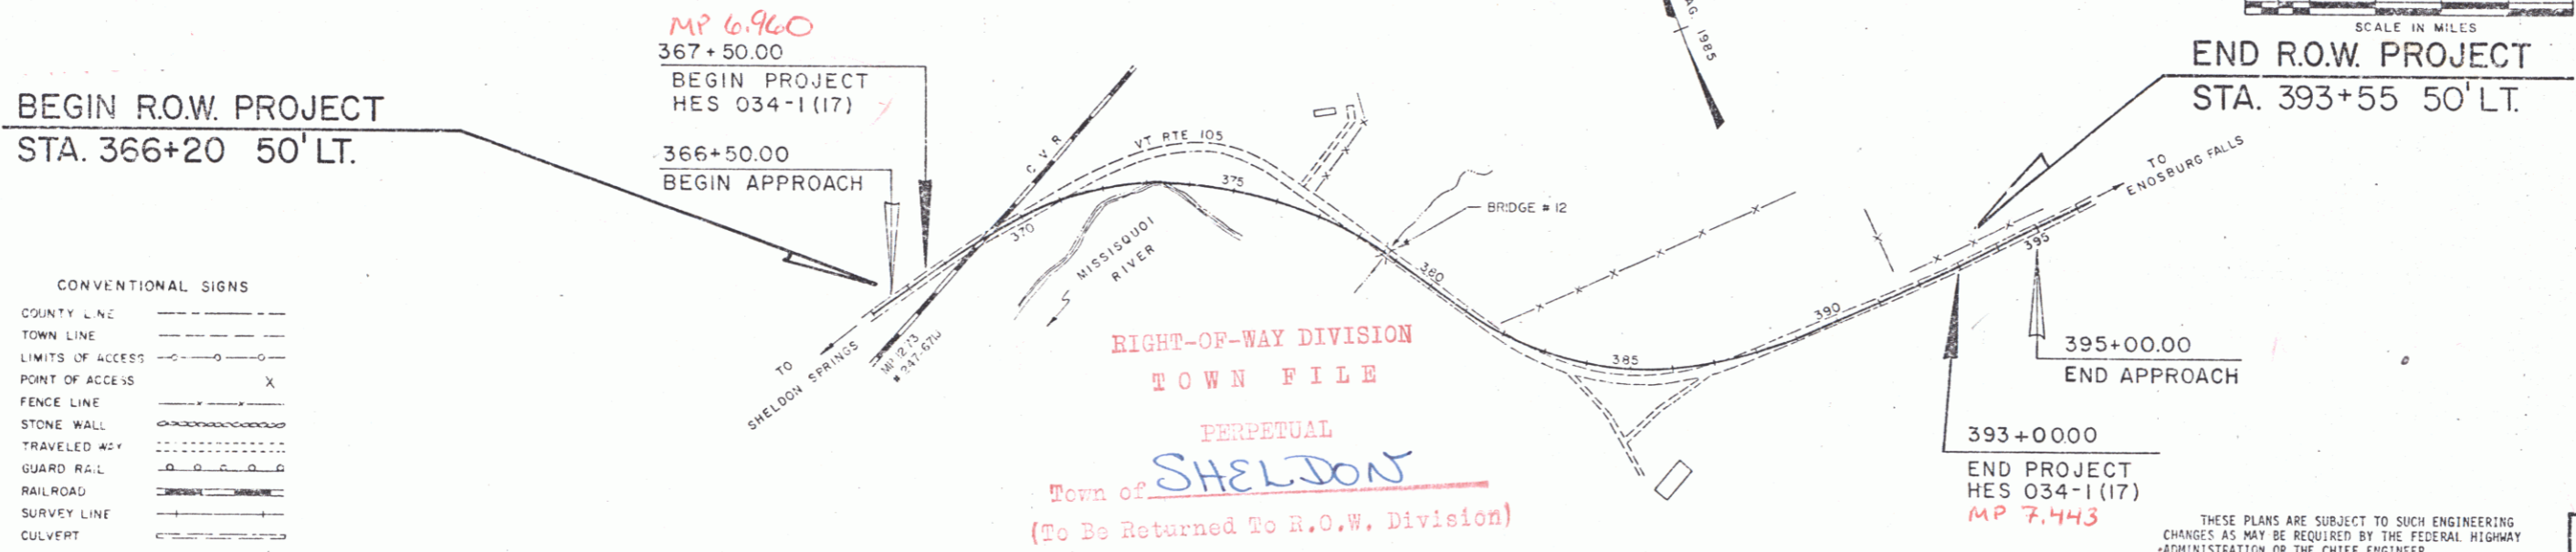 MP 6.960
367+50.00
BEGIN PROJECT
HES 034-1(17)
366+50.00
BEGIN APPROACH
BEGIN R.O.W. PROJECT
STA. 366+20 50' LT.
1985
SCALE IN MILES
END R.O.W. PROJECT
STA. 393+55 50' LT.
C V R
VT RTE 105
370
375
380
385
390
395
BRIDGE # 12
MISSISQUOI
RIVER
TO
ENOSBURG FALLS
TO
SHELDON SPRINGS
CONVENTIONAL SIGNS
COUNTY LINE
TOWN LINE
LIMITS OF ACCESS
POINT OF ACCESS X
FENCE LINE
STONE WALL
TRAVELED WAY
GUARD RAIL
RAILROAD
SURVEY LINE
CULVERT
RIGHT-OF-WAY DIVISION
TOWN FILE
PERPETUAL
Town of SHELDON
(To Be Returned To R.O.W. Division)
395+00.00
END APPROACH
393+00.00
END PROJECT
HES 034-1(17)
MP 7.443
THESE PLANS ARE SUBJECT TO SUCH ENGINEERING
CHANGES AS MAY BE REQUIRED BY THE FEDERAL HIGHWAY
ADMINISTRATION OR THE CHIEF ENGINEER